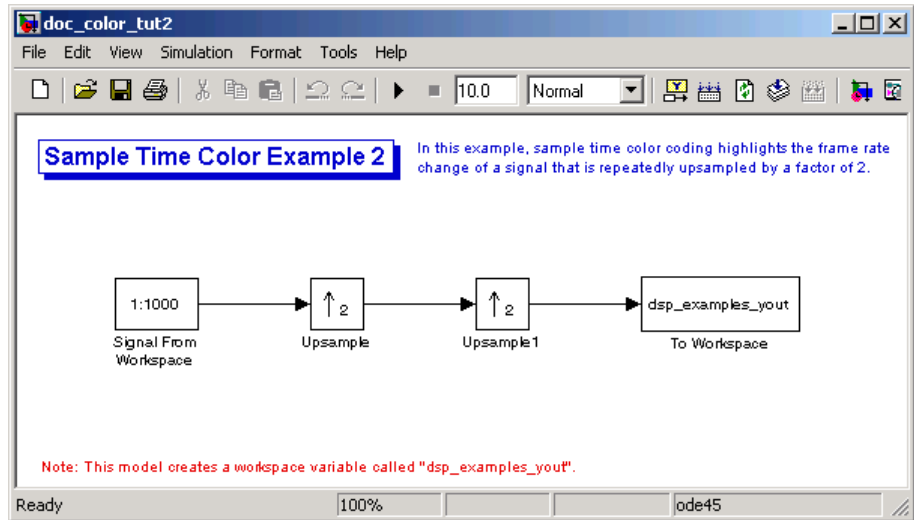 doc_color_tut2
File Edit View Simulation Format Tools Help
10.0 Normal
Sample Time Color Example 2
In this example, sample time color coding highlights the frame rate
change of a signal that is repeatedly upsampled by a factor of 2.
1:1000
↑2
↑2
dsp_examples_yout
Signal From
Workspace
Upsample
Upsample1
To Workspace
Note: This model creates a workspace variable called "dsp_examples_yout".
Ready 100% ode45